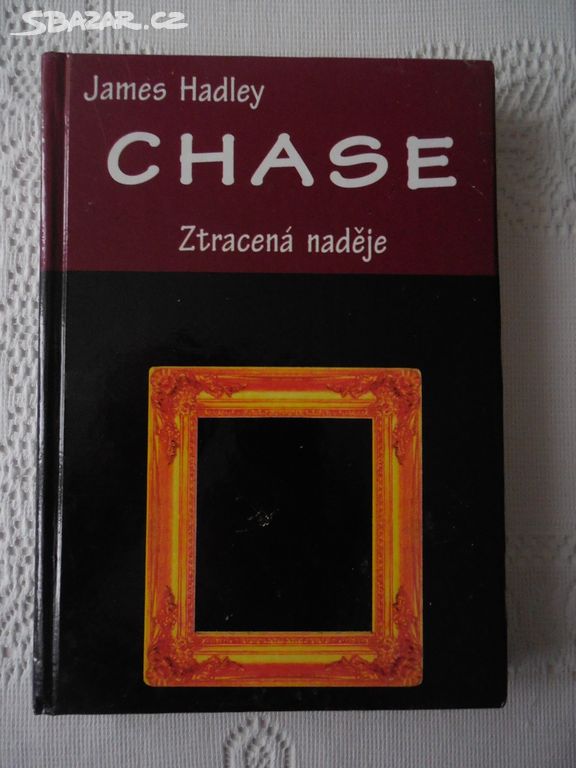 SBAZAR.CZ
James Hadley
CHASE
Ztracená naděje